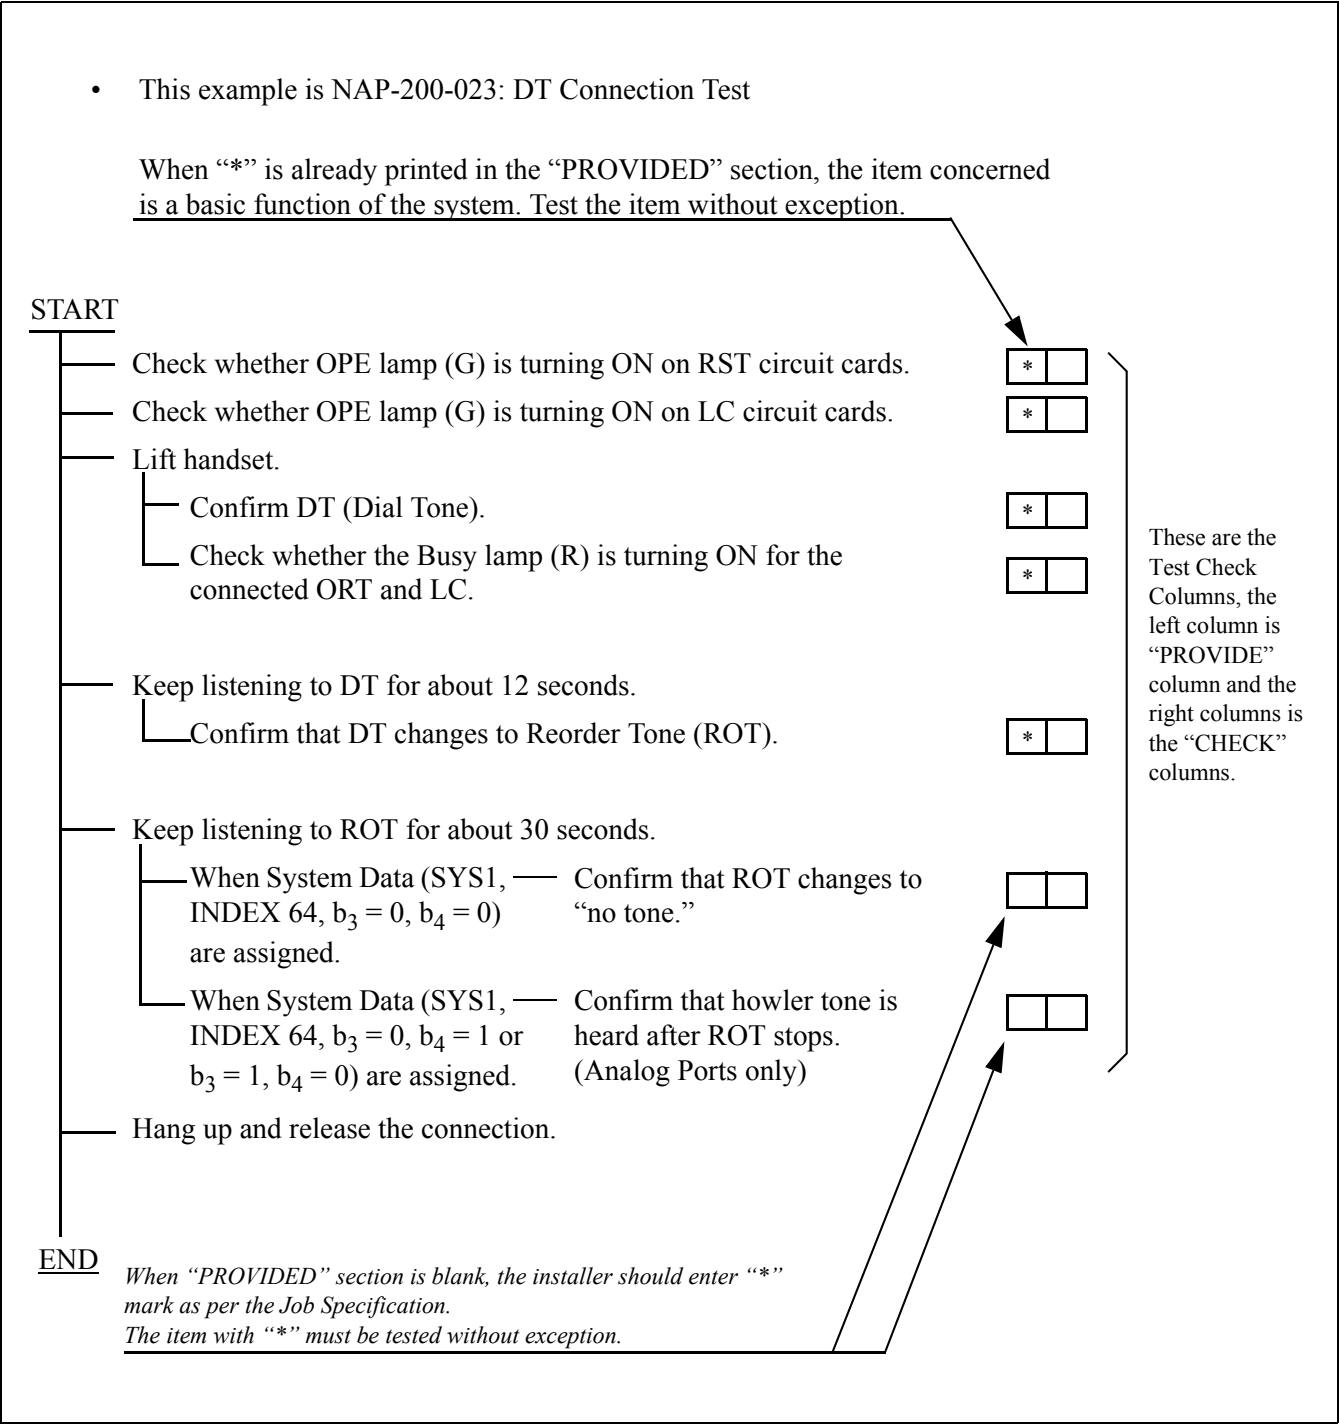 • This example is NAP-200-023: DT Connection Test
When “*” is already printed in the “PROVIDED” section, the item concerned
is a basic function of the system. Test the item without exception.
START
Check whether OPE lamp (G) is turning ON on RST circuit cards.
*
Check whether OPE lamp (G) is turning ON on LC circuit cards.
*
Lift handset.
Confirm DT (Dial Tone).
*
Check whether the Busy lamp (R) is turning ON for the
connected ORT and LC.
*
Keep listening to DT for about 12 seconds.
Confirm that DT changes to Reorder Tone (ROT).
*
These are the
Test Check
Columns, the
left column is
“PROVIDE”
column and the
right columns is
the “CHECK”
columns.
Keep listening to ROT for about 30 seconds.
When System Data (SYS1,
INDEX 64, b3 = 0, b4 = 0)
are assigned.
Confirm that ROT changes to
“no tone.”
When System Data (SYS1,
INDEX 64, b3 = 0, b4 = 1 or
b3 = 1, b4 = 0) are assigned.
Confirm that howler tone is
heard after ROT stops.
(Analog Ports only)
Hang up and release the connection.
END
When “PROVIDED” section is blank, the installer should enter “*”
mark as per the Job Specification.
The item with “*” must be tested without exception.